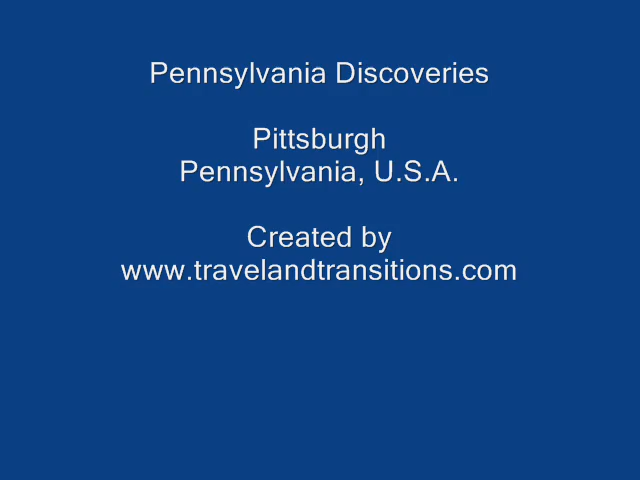 Pennsylvania Discoveries
Pittsburgh
Pennsylvania, U.S.A.
Created by
www.travelandtransitions.com